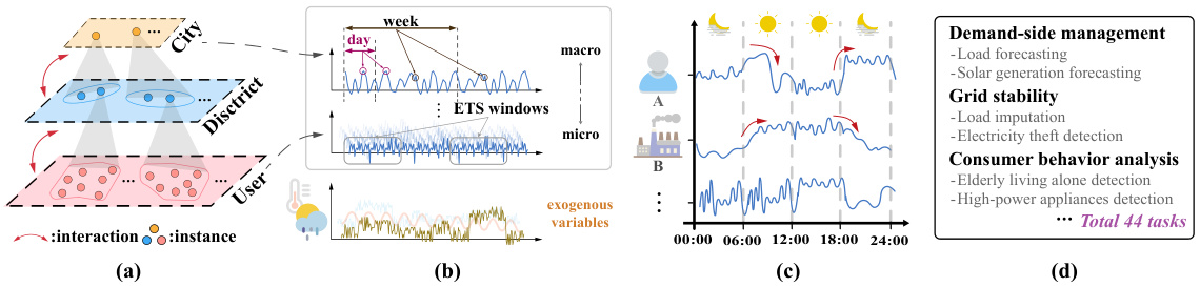 City
Disctrict
User
:interaction
:instance
(a)
week
day
macro
ETS windows
micro
exogenous
variables
(b)
A
B
00:00
06:00
12:00
18:00
24:00
(c)
Demand-side management
-Load forecasting
-Solar generation forecasting
Grid stability
-Load imputation
-Electricity theft detection
Consumer behavior analysis
-Elderly living alone detection
-High-power appliances detection
... Total 44 tasks
(d)